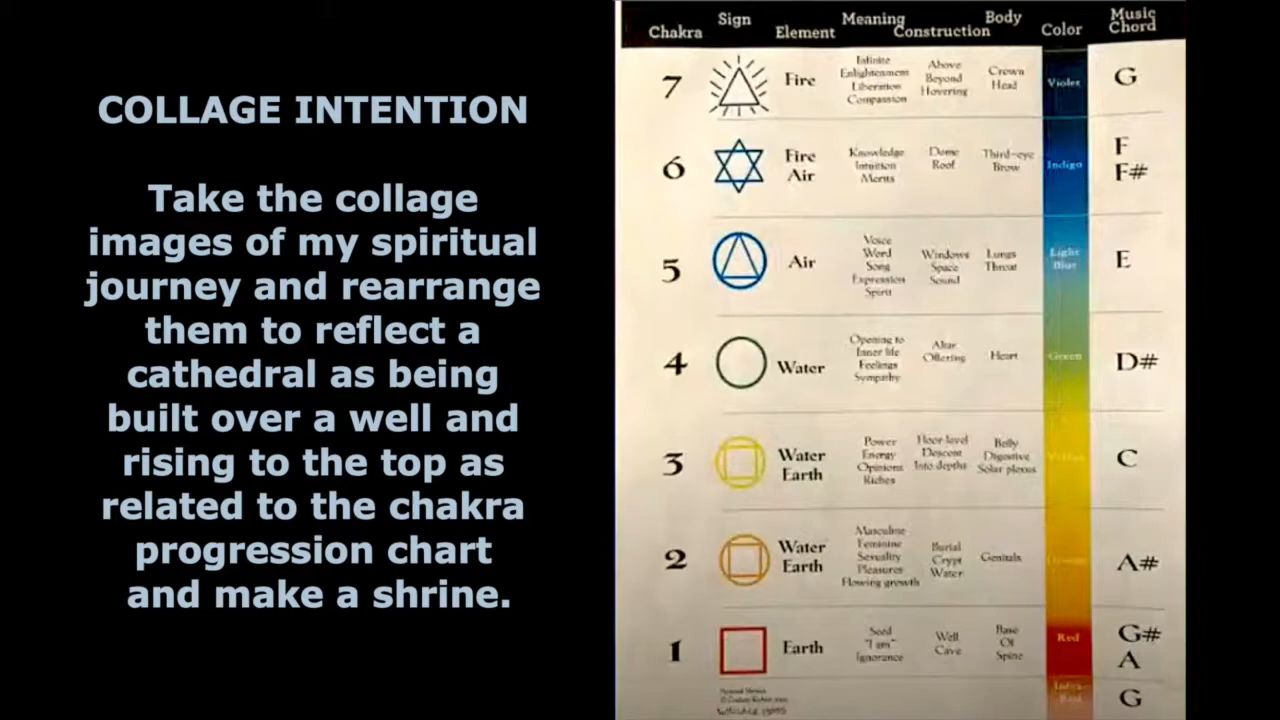 COLLAGE INTENTION
Take the collage
images of my spiritual
journey and rearrange
them to reflect a
cathedral as being
built over a well and
rising to the top as
related to the chakra
progression chart
and make a shrine.
Chakra Sign Element Meaning Construction Body Color Music Chord
7 Fire Infinite Enlightenment Liberation Compassion Above Beyond Hovering Crown Head Violet G
6 Fire Air Knowledge Intuition Merits Dome Roof Third-eye Brow Indigo F F#
5 Air Voice Word Song Expression Spirit Windows Space Sound Lungs Throat Light Blue E
4 Water Opening to Inner life Feelings Sympathy Altar Offering Heart Green D#
3 Water Earth Power Energy Opinions Riches Floor level Descent Into depths Belly Digestive Solar plexus Yellow C
2 Water Earth Masculine Feminine Sexuality Pleasures Flowing growth Burial Crypt Water Genitals A#
1 Earth Seed "I am" Ignorance Well Cave Base Of Spine Red G# A
Infra-Red G